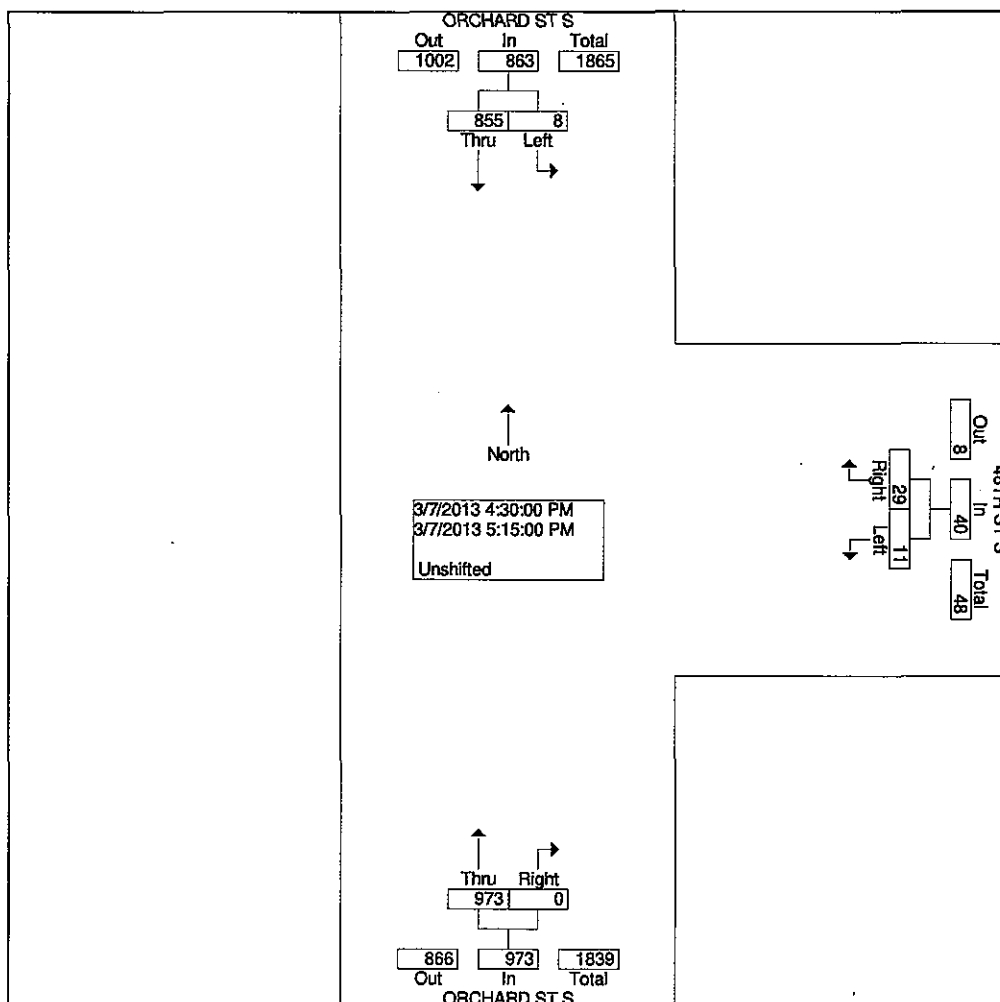 ORCHARD ST S
Out In Total
1002 863 1865
855 8
Thru Left
North
3/7/2013 4:30:00 PM
3/7/2013 5:15:00 PM
Unshifted
Out In Total
8 40 48
29 11
Right Left
ST S
Thru Right
973 0
866 973 1839
Out In Total
ORCHARD ST S